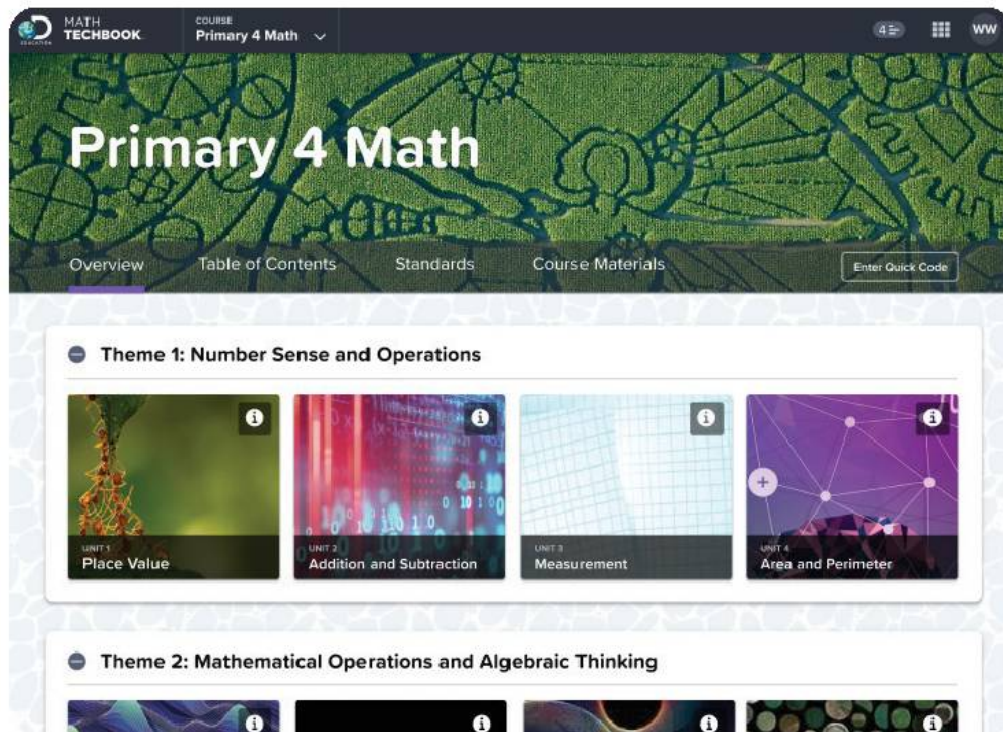 MATH
TECHBOOK
EDUCATION
COURSE
Primary 4 Math
4
WW
Primary 4 Math
Overview
Table of Contents
Standards
Course Materials
Enter Quick Code
Theme 1: Number Sense and Operations
UNIT 1
Place Value
UNIT 2
Addition and Subtraction
UNIT 3
Measurement
UNIT 4
Area and Perimeter
Theme 2: Mathematical Operations and Algebraic Thinking